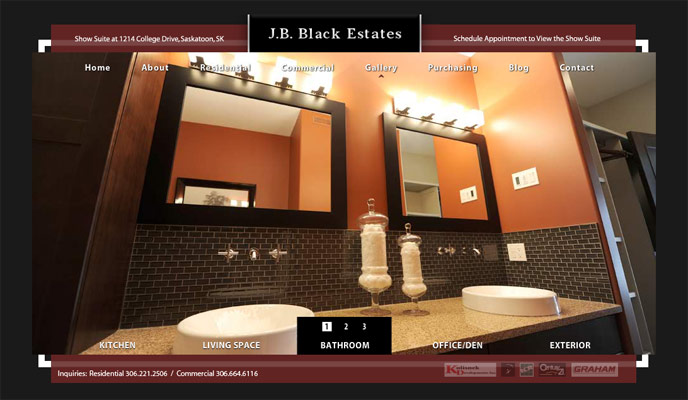 J.B. Black Estates
Show Suite at 1214 College Drive, Saskatoon, SK
Schedule Appointment to View the Show Suite
Home About Residential Commercial Gallery Purchasing Blog Contact
1 2 3
KITCHEN LIVING SPACE BATHROOM OFFICE/DEN EXTERIOR
Inquiries: Residential 306.221.2506 / Commercial 306.664.6116
GRAHAM